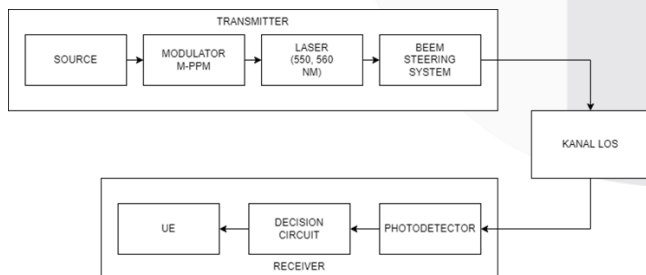 TRANSMITTER
SOURCE
MODULATOR
M-PPM
LASER
(550, 560
NM)
BEEM
STEERING
SYSTEM
KANAL LOS
UE
DECISION
CIRCUIT
PHOTODETECTOR
RECEIVER